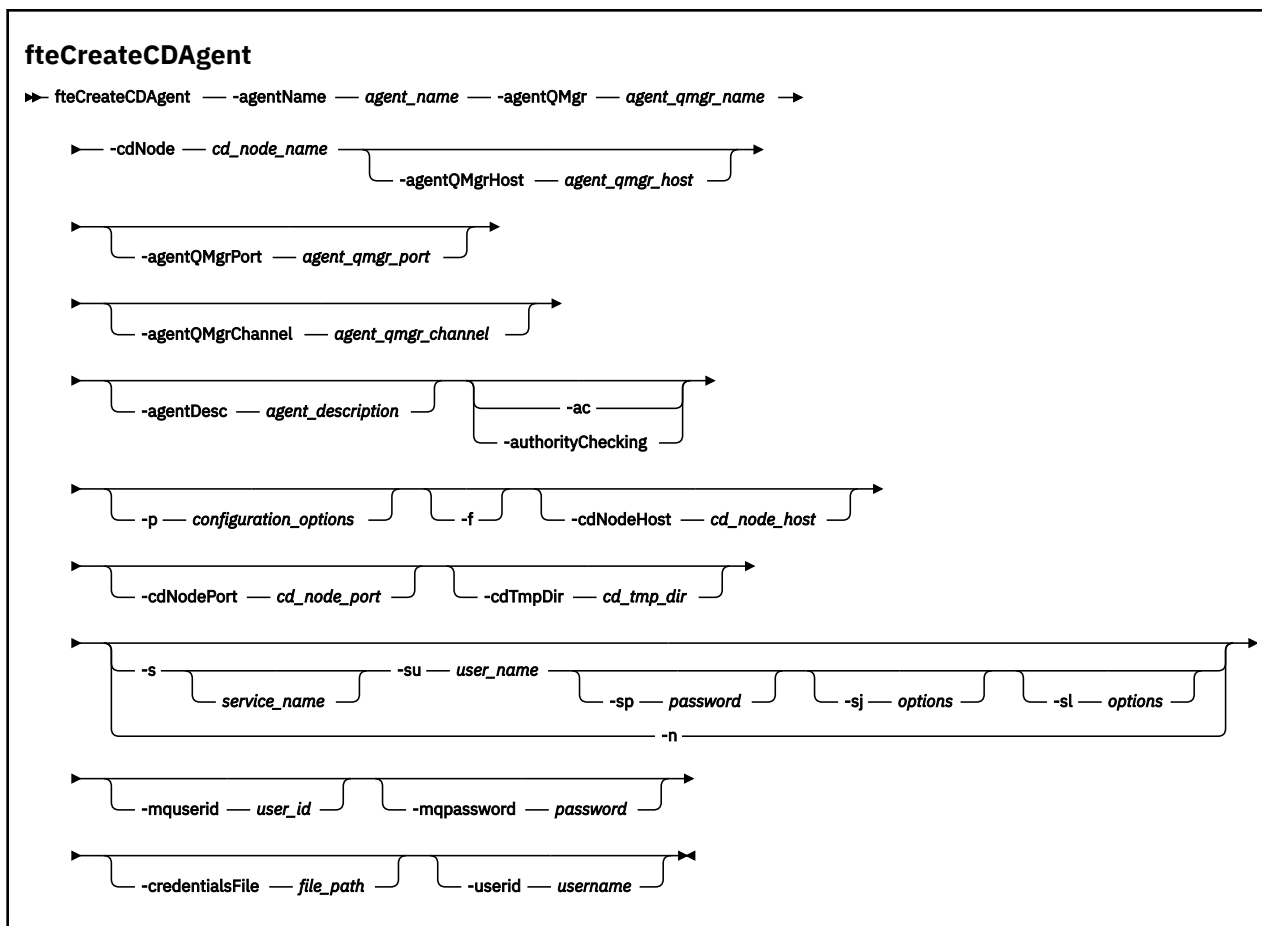 fteCreateCDAgent
fteCreateCDAgent -agentName agent_name -agentQMgr agent_qmgr_name
-cdNode cd_node_name
-agentQMgrHost agent_qmgr_host
-agentQMgrPort agent_qmgr_port
-agentQMgrChannel agent_qmgr_channel
-agentDesc agent_description
-ac
-authorityChecking
-p configuration_options -f -cdNodeHost cd_node_host
-cdNodePort cd_node_port -cdTmpDir cd_tmp_dir
-s -su user_name
service_name -sp password -sj options -sl options
-n
-mquserid user_id -mqpassword password
-credentialsFile file_path -userid username